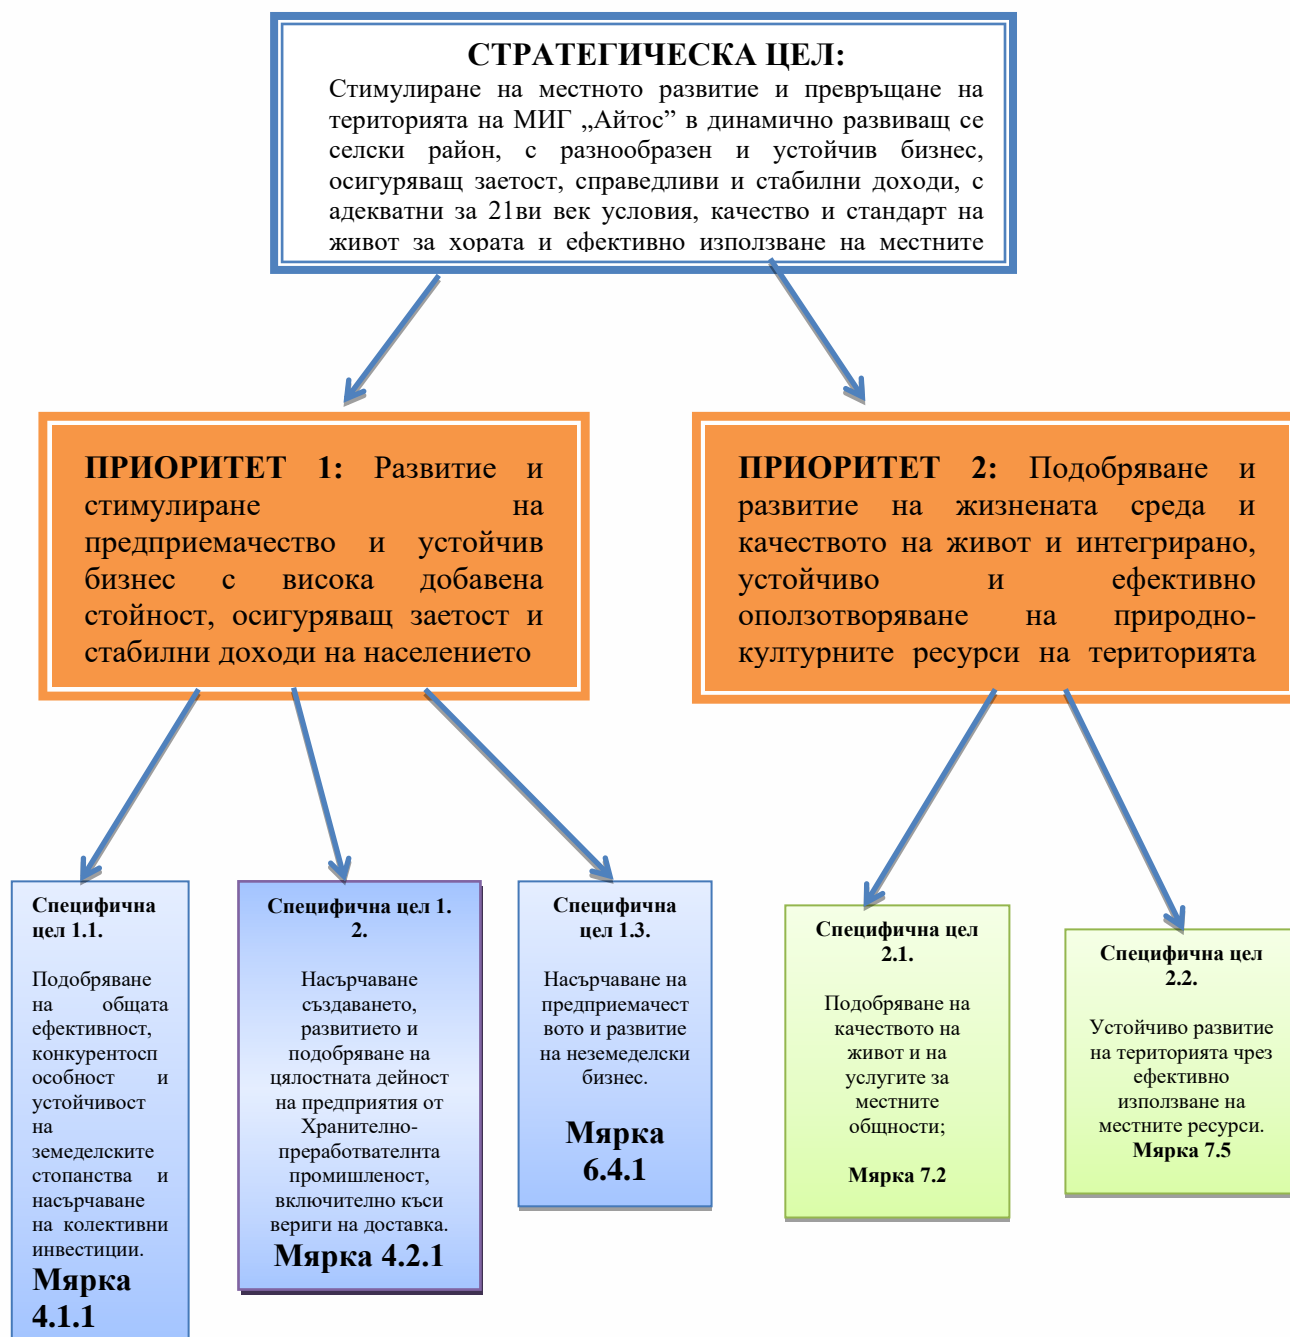 СТРАТЕГИЧЕСКА ЦЕЛ:
Стимулиране на местното развитие и превръщане на
територията на МИГ „Айтос” в динамично развиващ се
селски район, с разнообразен и устойчив бизнес,
осигуряващ заетост, справедливи и стабилни доходи, с
адекватни за 21ви век условия, качество и стандарт на
живот за хората и ефективно използване на местните
ПРИОРИТЕТ 1: Развитие и
стимулиране на
предприемачество и устойчив
бизнес с висока добавена
стойност, осигуряващ заетост и
стабилни доходи на населението
ПРИОРИТЕТ 2: Подобряване и
развитие на жизнената среда и
качеството на живот и интегрирано,
устойчиво и ефективно
оползотворяване на природно-
културните ресурси на територията
Специфична
цел 1.1.
Подобряване
на общата
ефективност,
конкурентосп
особност и
устойчивост
на
земеделските
стопанства и
насърчаване
на колективни
инвестиции.
Мярка
4.1.1
Специфична цел 1.
2.
Насърчаване
създаването,
развитието и
подобряване на
цялостната дейност
на предприятия от
Хранително-
преработвателнта
промишленост,
включително къси
вериги на доставка.
Мярка 4.2.1
Специфична
цел 1.3.
Насърчаване на
предприемачест
вото и развитие
на неземеделски
бизнес.
Мярка
6.4.1
Специфична цел
2.1.
Подобряване на
качеството на
живот и на
услугите за
местните
общности;
Мярка 7.2
Специфична цел
2.2.
Устойчиво развитие
на територията чрез
ефективно
използване на
местните ресурси.
Мярка 7.5